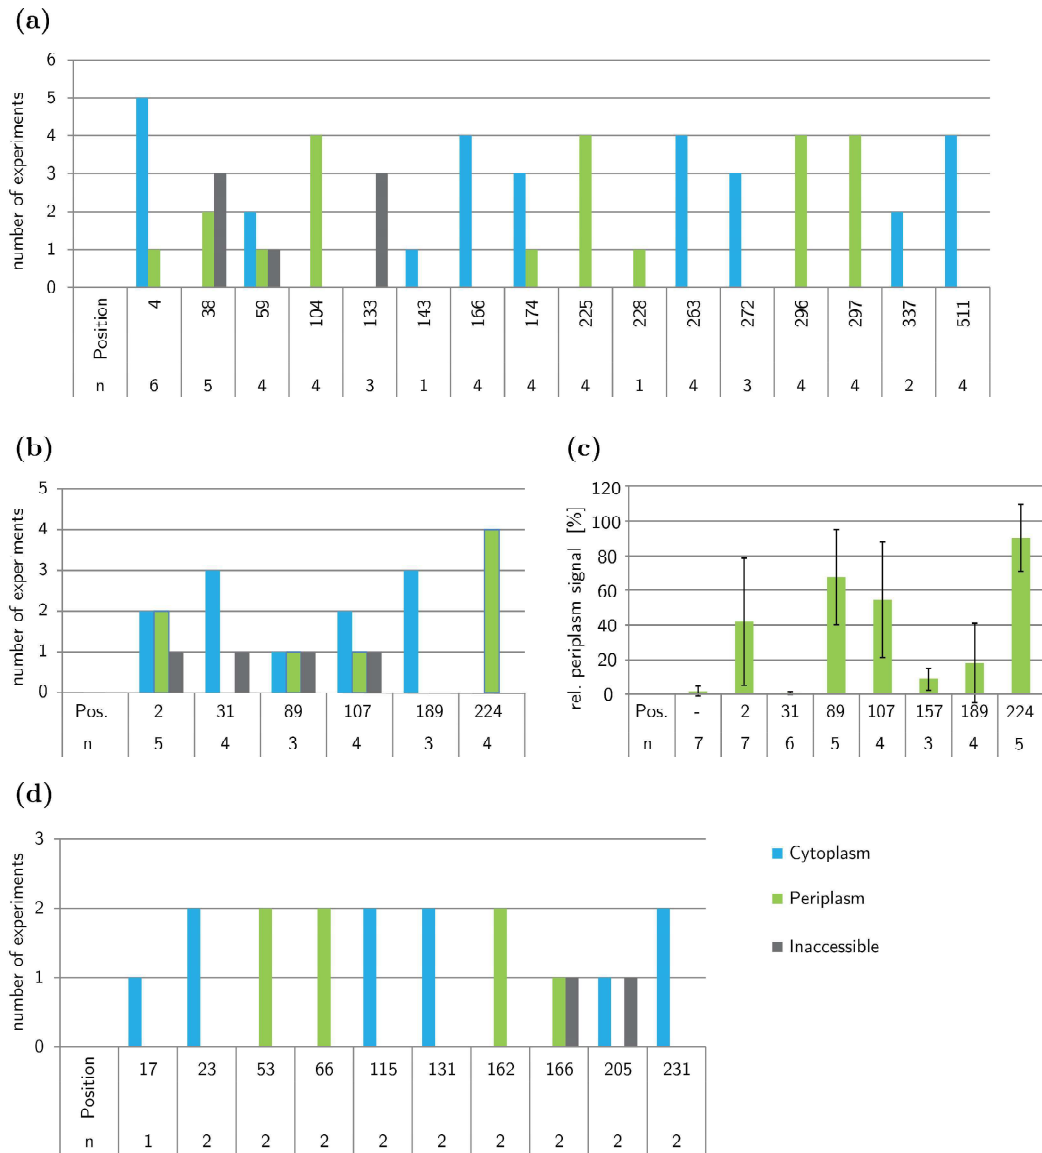 (a)
number of experiments
6
5
4
3
2
1
0
Position 4 38 59 104 133 143 166 174 225 228 263 272 296 297 337 511
n 6 5 4 4 3 1 4 4 4 1 4 3 4 4 2 4
(b)
number of experiments
5
4
3
2
1
0
Pos. 2 31 89 107 189 224
n 5 4 3 4 3 4
(c)
rel. periplasm signal [%]
120
100
80
60
40
20
0
Pos. - 2 31 89 107 157 189 224
n 7 7 6 5 4 3 4 5
(d)
number of experiments
3
2
1
0
Position 17 23 53 66 115 131 162 166 205 231
n 1 2 2 2 2 2 2 2 2 2
Cytoplasm
Periplasm
Inaccessible